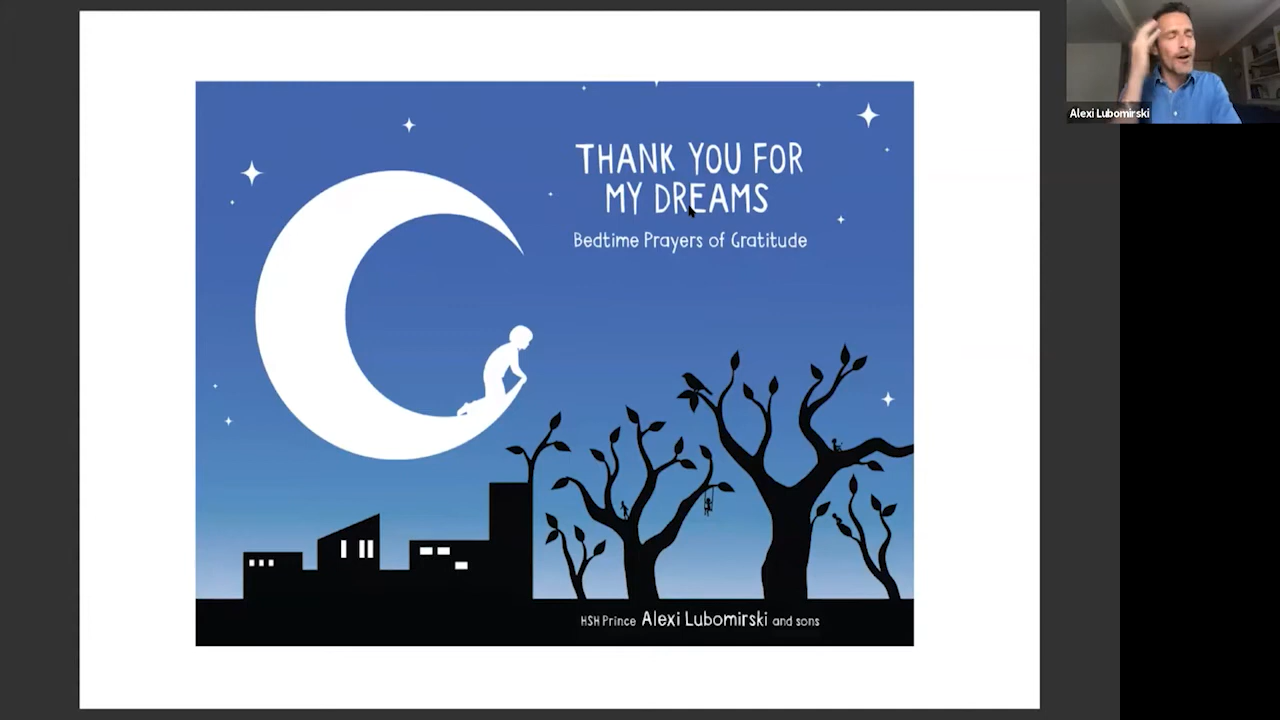 THANK YOU FOR
MY DREAMS
Bedtime Prayers of Gratitude
HSH Prince Alexi Lubomirski and sons
Alexi Lubomirski